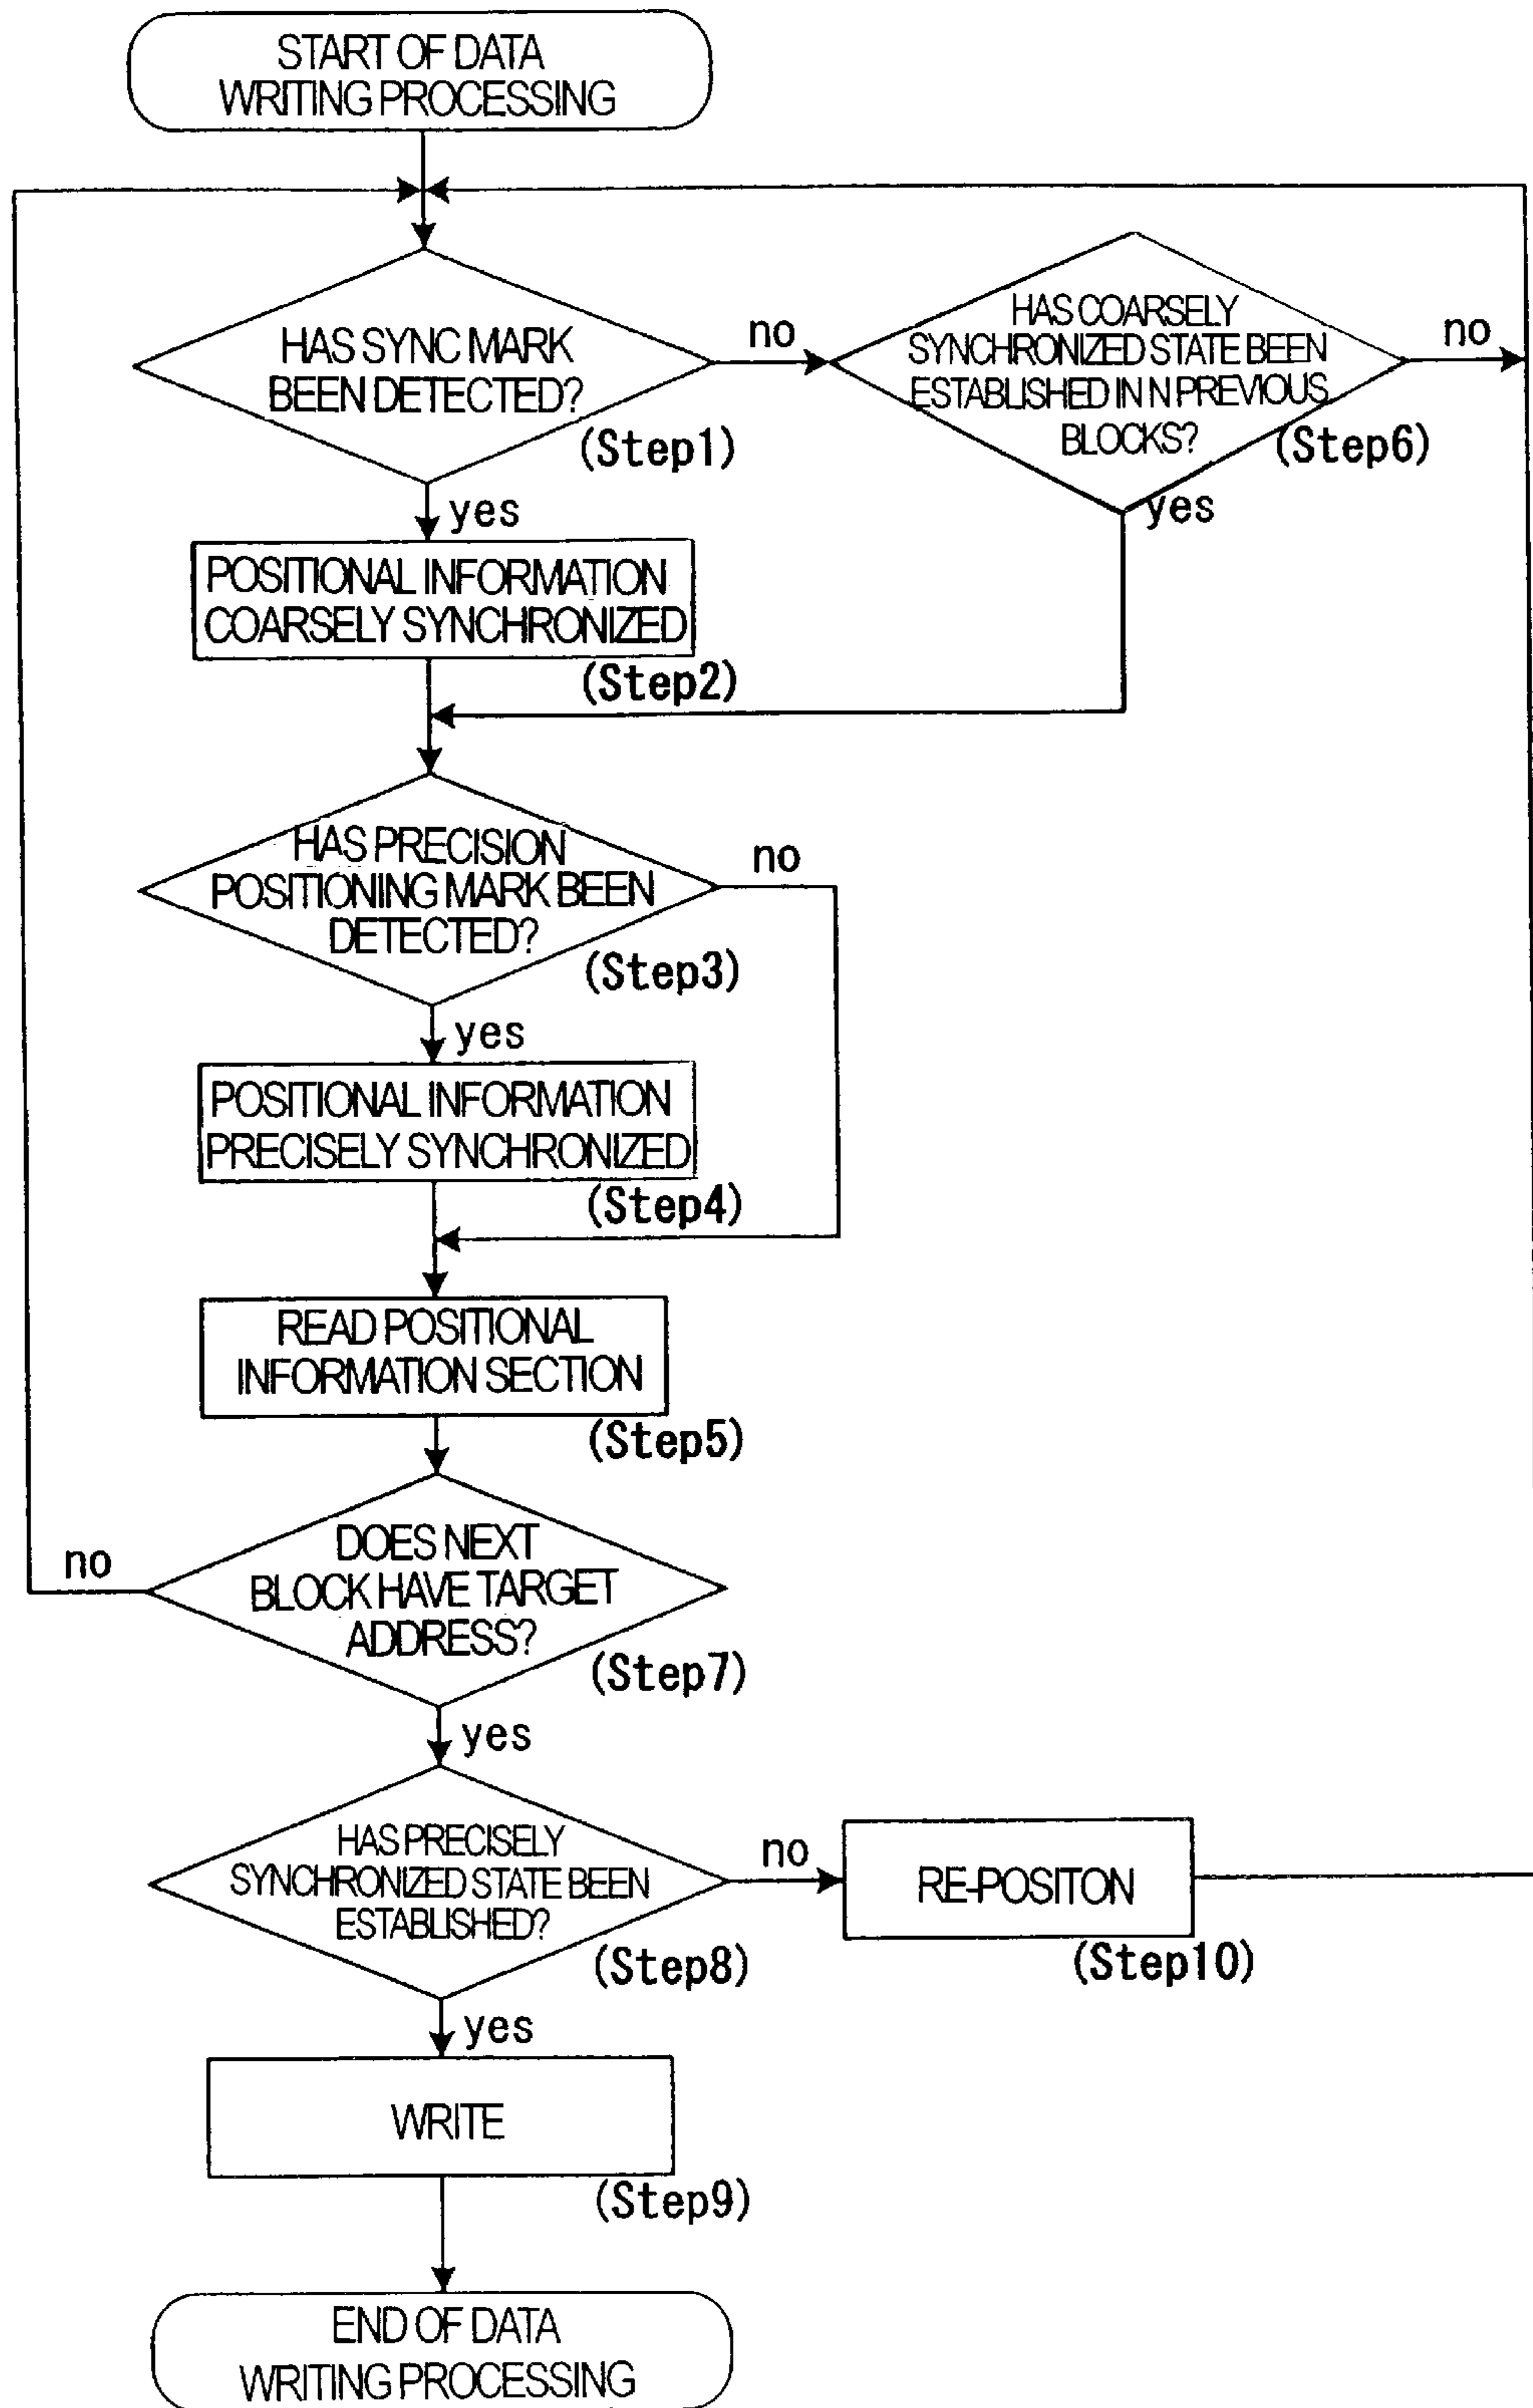 START OF DATA
WRITING PROCESSING
HAS SYNC MARK
BEEN DETECTED?
(Step1)
no
HAS COARSELY
SYNCHRONIZED STATE BEEN
ESTABLISHED IN N PREVIOUS
BLOCKS?
(Step6)
no
yes
yes
POSITIONAL INFORMATION
COARSELY SYNCHRONIZED
(Step2)
HAS PRECISION
POSITIONING MARK BEEN
DETECTED?
(Step3)
no
yes
POSITIONAL INFORMATION
PRECISELY SYNCHRONIZED
(Step4)
READ POSITIONAL
INFORMATION SECTION
(Step5)
DOES NEXT
BLOCK HAVE TARGET
ADDRESS?
(Step7)
no
yes
HAS PRECISELY
SYNCHRONIZED STATE BEEN
ESTABLISHED?
(Step8)
no
RE-POSITON
(Step10)
yes
WRITE
(Step9)
END OF DATA
WRITING PROCESSING